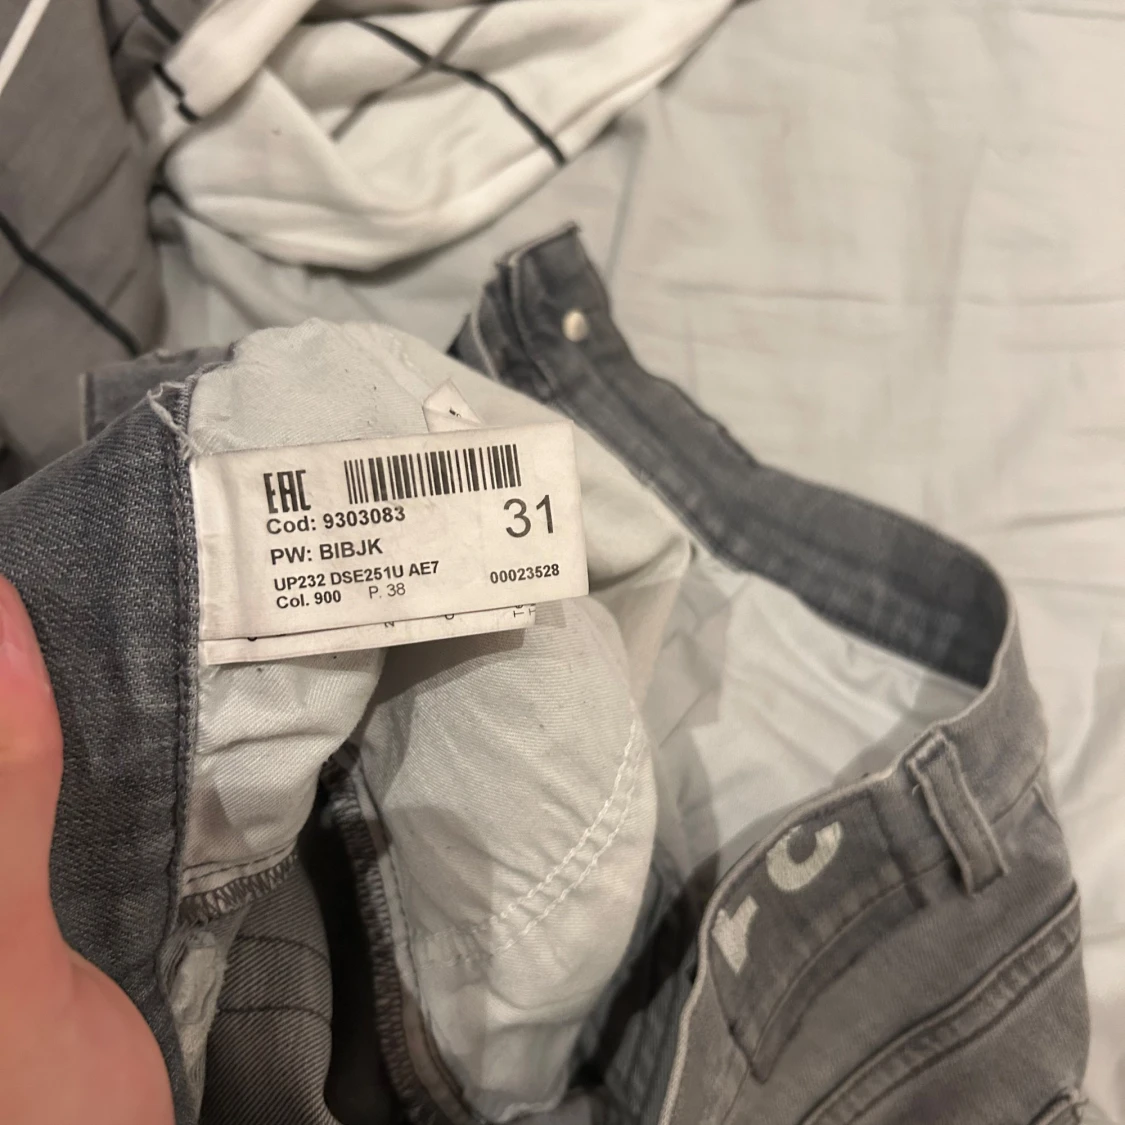 EAC
Cod: 9303083
31
PW: BIBJK
UP232 DSE251U AE7
00023528
Col. 900 P. 38